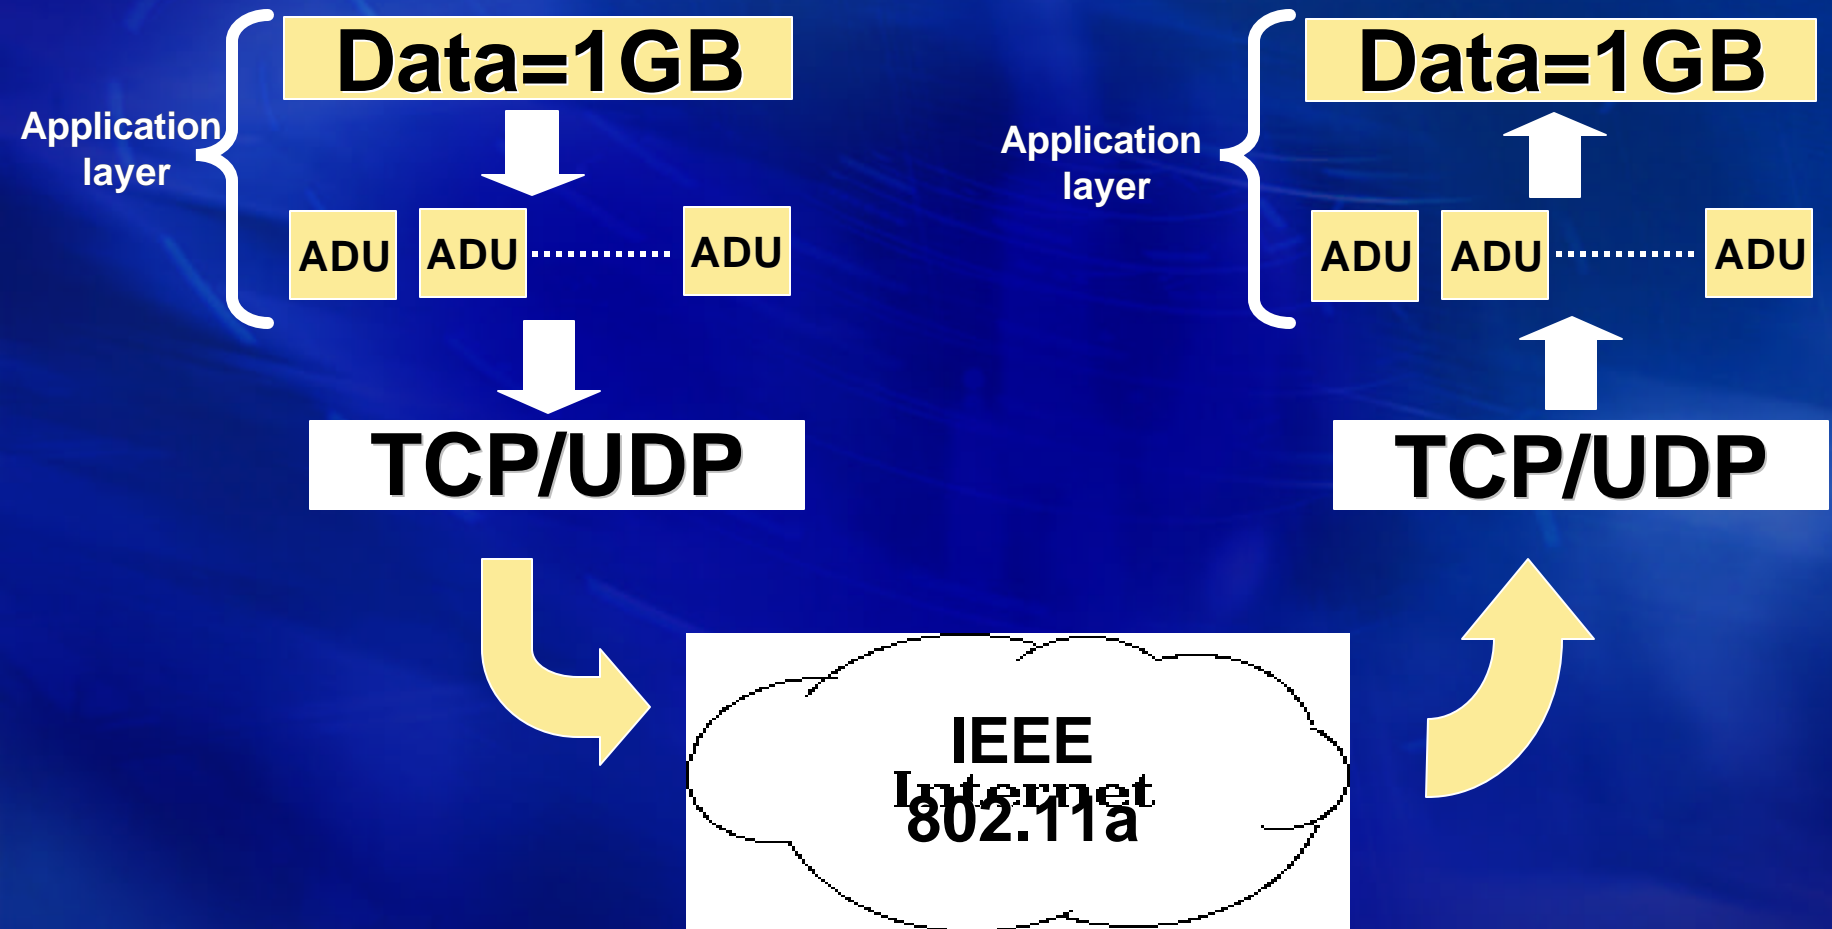 Data=1GB
Application
layer
ADU ADU ADU
TCP/UDP
Data=1GB
Application
layer
ADU ADU ADU
TCP/UDP
IEEE
Internet
802.11a